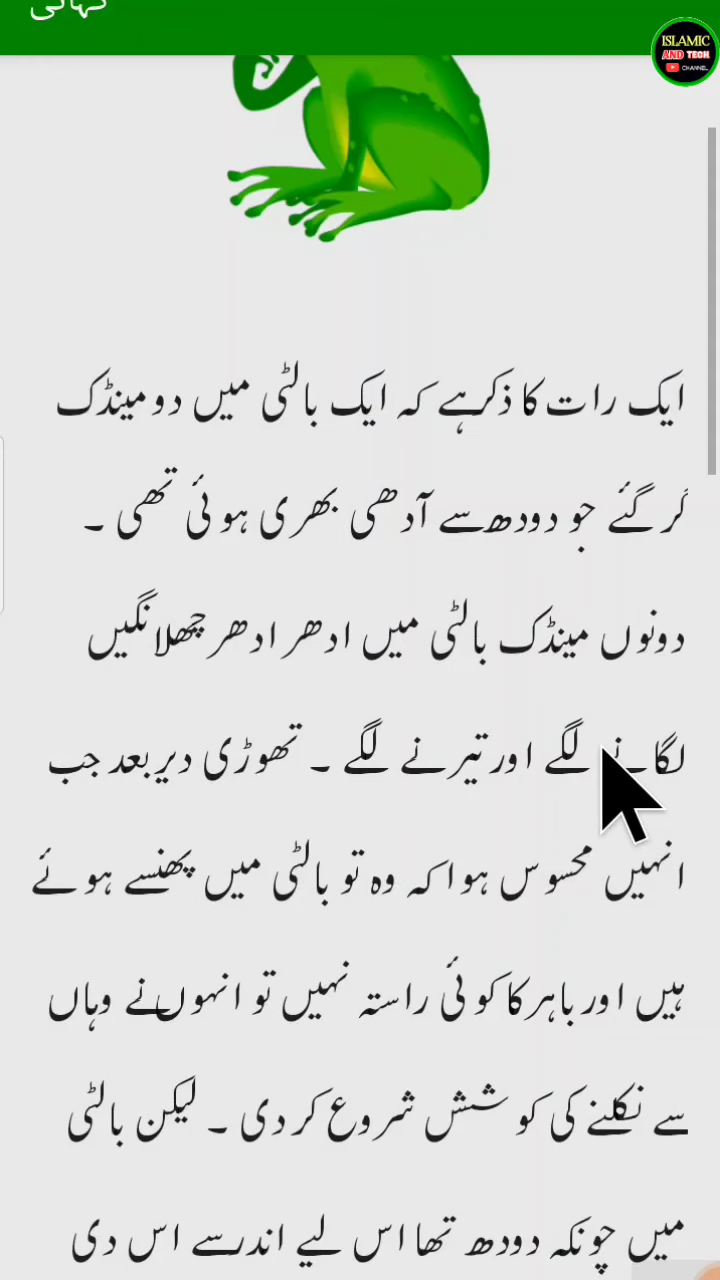 کہانی
ISLAMIC
AND TECH
CHANNEL
ایک رات کا ذکر ہے کہ ایک بالٹی میں دو مینڈک
گر گئے جو دودھ سے آدھی بھری ہوئی تھی ۔
دونوں مینڈک بالٹی میں ادھر ادھر چھلانگیں
لگانے لگے اور تیرنے لگے ۔ تھوڑی دیر بعد جب
انہیں محسوس ہوا کہ وہ تو بالٹی میں پھنسے ہوئے
ہیں اور باہر کا کوئی راستہ نہیں تو انہوں نے وہاں
سے نکلنے کی کوشش شروع کر دی ۔ لیکن بالٹی
میں چونکہ دودھ تھا اس لیے اندر سے اس دی